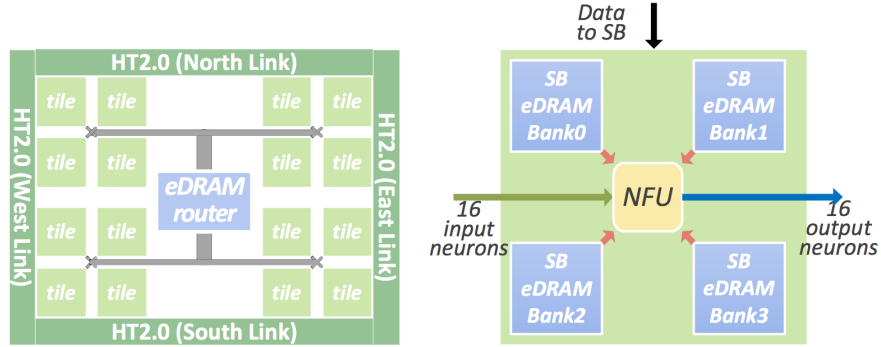 HT2.0 (North Link)
HT2.0 (West Link)
tile tile tile tile
tile tile tile tile
eDRAM
router
tile tile tile tile
tile tile tile tile
HT2.0 (East Link)
HT2.0 (South Link)
Data
to SB
SB
eDRAM
Bank0
SB
eDRAM
Bank1
NFU
16
input
neurons
16
output
neurons
SB
eDRAM
Bank2
SB
eDRAM
Bank3